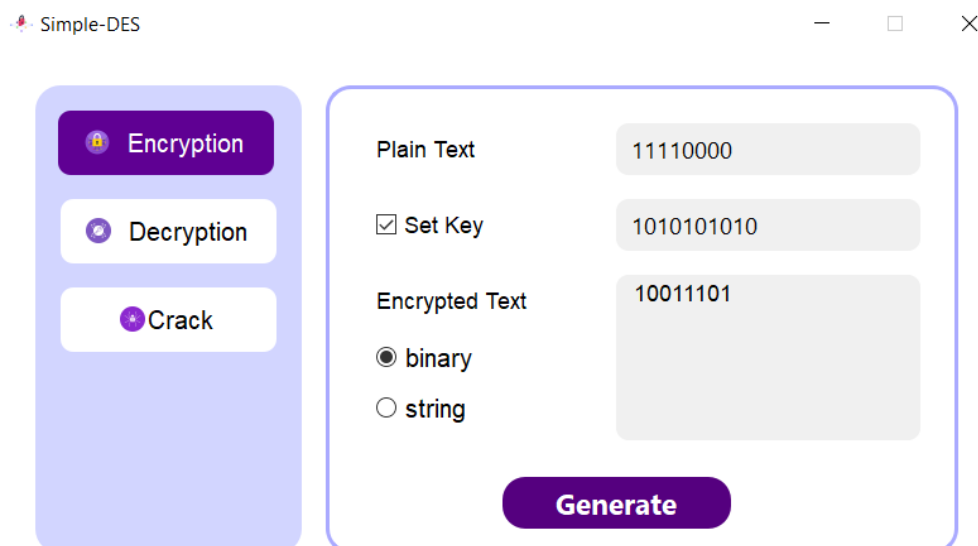 Simple-DES
Encryption
Decryption
Crack
Plain Text
11110000
Set Key
1010101010
Encrypted Text
10011101
binary
string
Generate